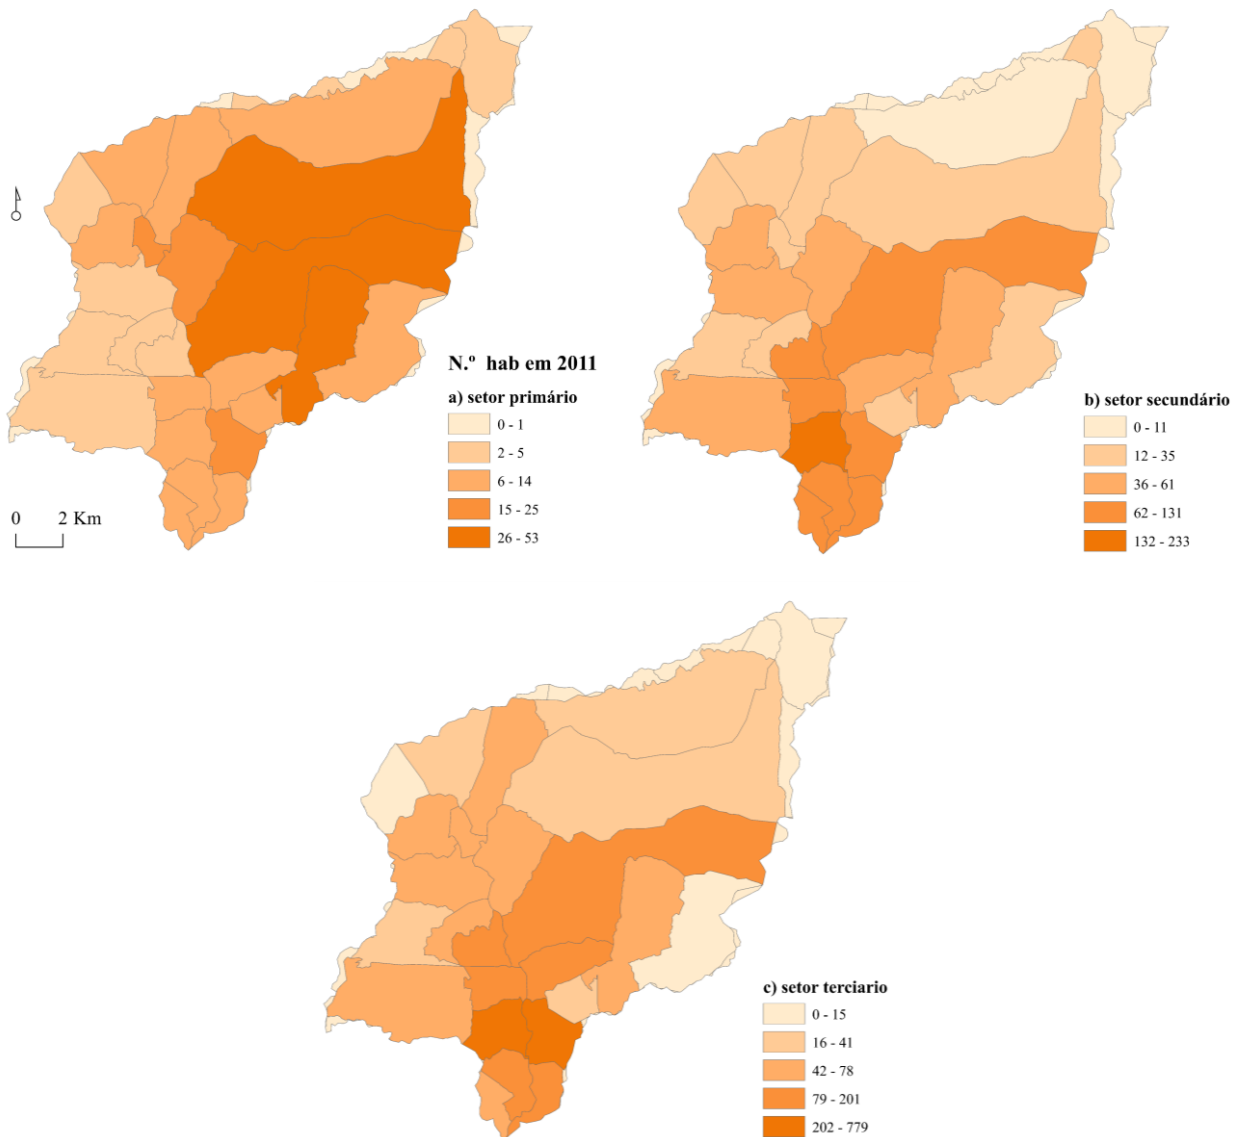 N.º hab em 2011
a) setor primário
0 - 1
2 - 5
6 - 14
15 - 25
26 - 53
0 2 Km
b) setor secundário
0 - 11
12 - 35
36 - 61
62 - 131
132 - 233
c) setor terciario
0 - 15
16 - 41
42 - 78
79 - 201
202 - 779